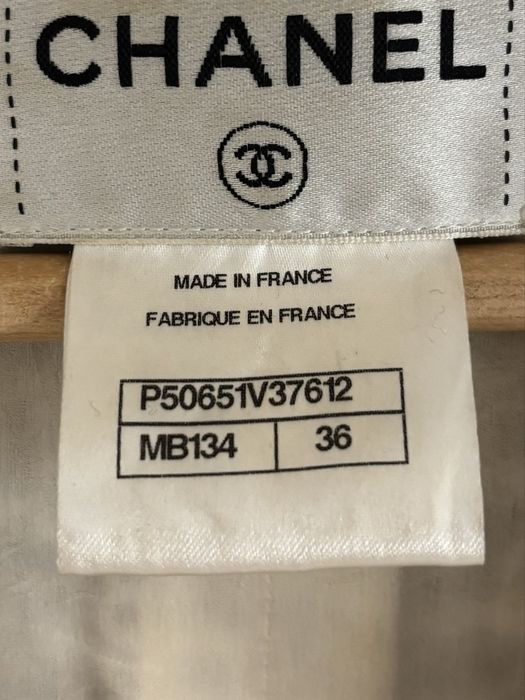 CHANEL
MADE IN FRANCE
FABRIQUE EN FRANCE
P50651V37612
MB134 36